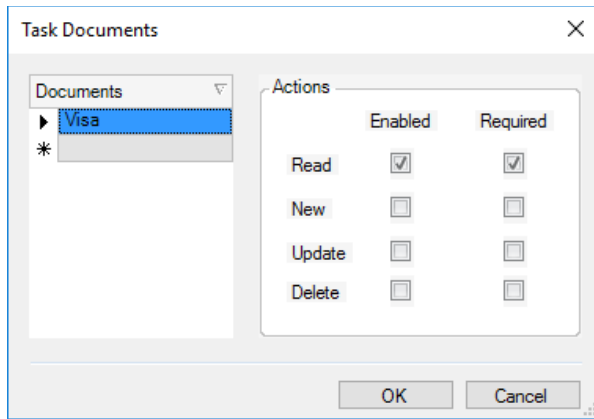 Task Documents
Documents
Visa
Actions
Enabled Required
Read
New
Update
Delete
OK Cancel